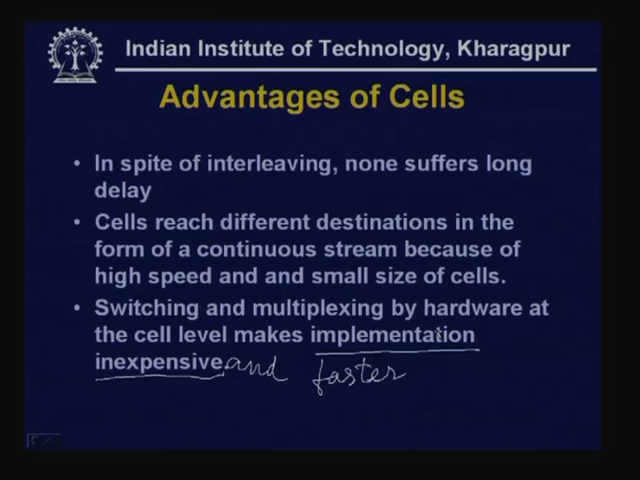 Indian Institute of Technology, Kharagpur
Advantages of Cells
• In spite of interleaving, none suffers long
delay
• Cells reach different destinations in the
form of a continuous stream because of
high speed and and small size of cells.
• Switching and multiplexing by hardware at
the cell level makes implementation
inexpensive. and faster